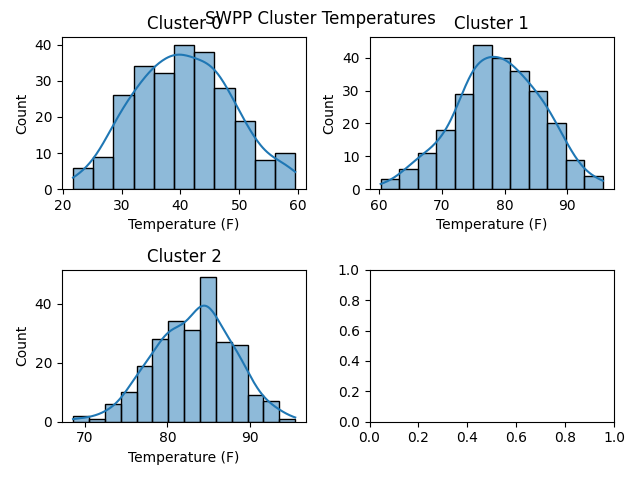 SWPP Cluster Temperatures
Cluster 0
Count
40
30
20
10
0
20 30 40 50 60
Temperature (F)
Cluster 1
Count
40
30
20
10
0
60 70 80 90
Temperature (F)
Cluster 2
Count
40
20
0
70 80 90
Temperature (F)
1.0
0.8
0.6
0.4
0.2
0.0
0.0 0.2 0.4 0.6 0.8 1.0